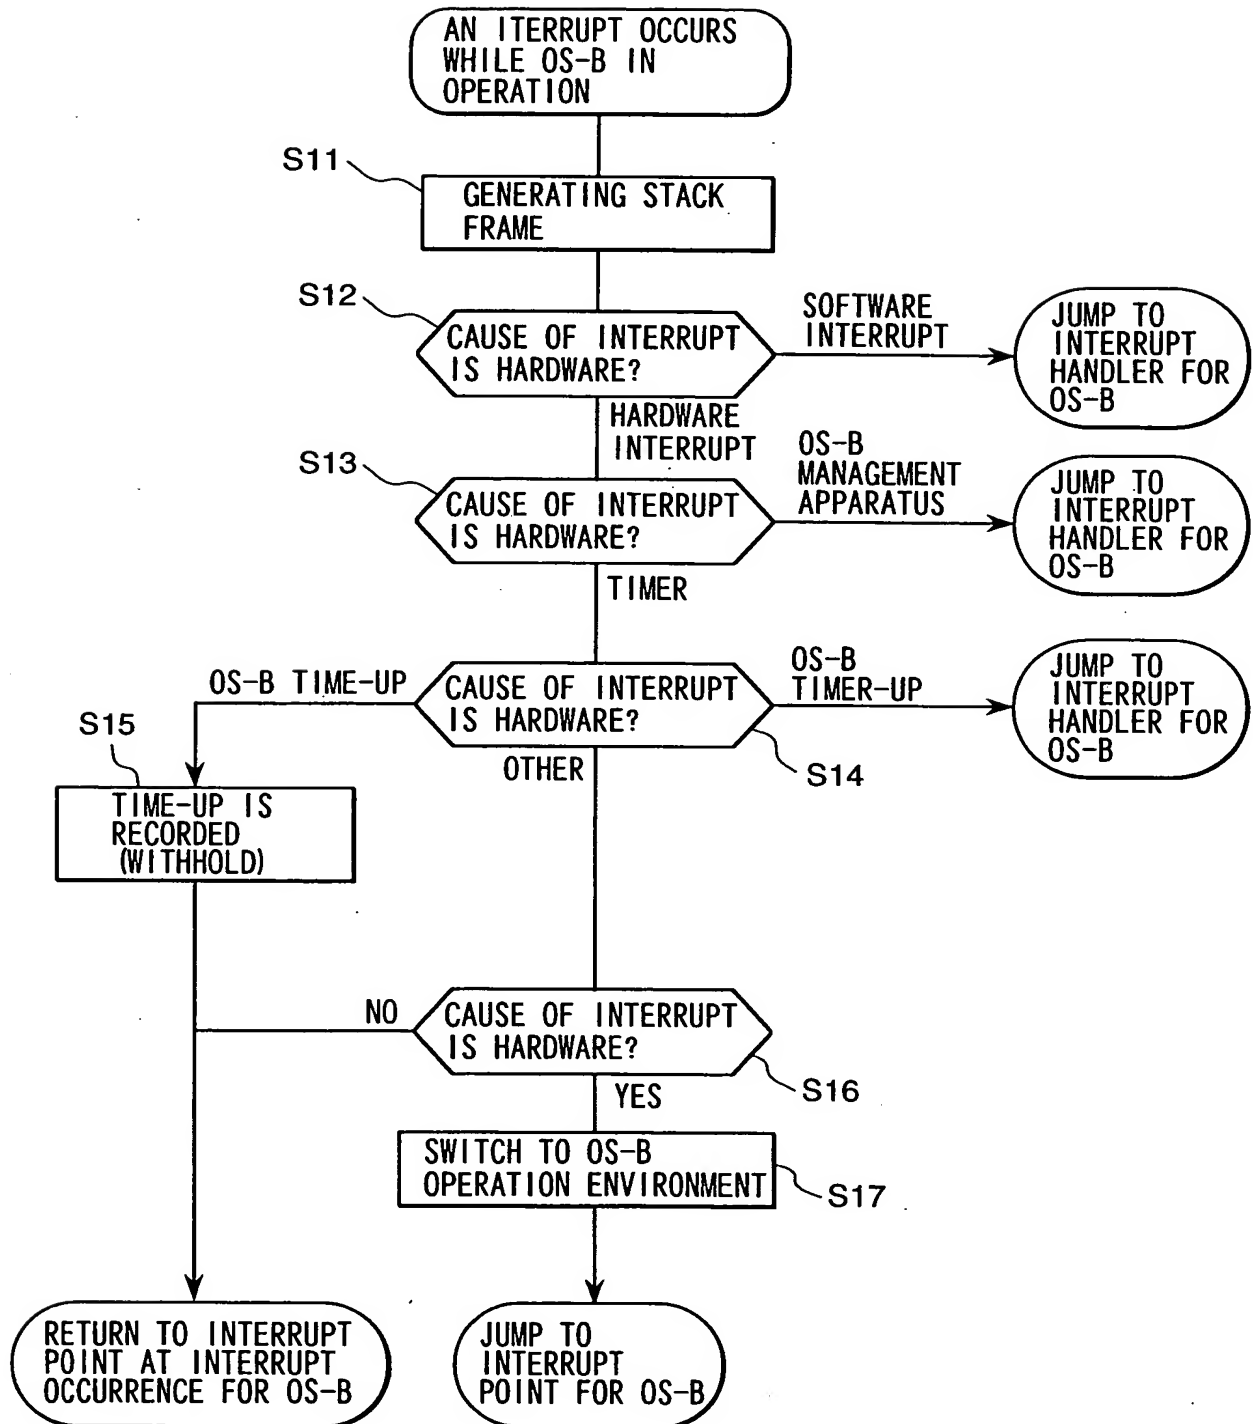 AN ITERRUPT OCCURS
WHILE OS-B IN
OPERATION
S11
GENERATING STACK
FRAME
S12
CAUSE OF INTERRUPT
IS HARDWARE?
SOFTWARE
INTERRUPT
JUMP TO
INTERRUPT
HANDLER FOR
OS-B
HARDWARE
INTERRUPT
S13
CAUSE OF INTERRUPT
IS HARDWARE?
OS-B
MANAGEMENT
APPARATUS
JUMP TO
INTERRUPT
HANDLER FOR
OS-B
TIMER
OS-B TIME-UP
CAUSE OF INTERRUPT
IS HARDWARE?
OS-B
TIMER-UP
JUMP TO
INTERRUPT
HANDLER FOR
OS-B
S14
S15
TIME-UP IS
RECORDED
(WITHHOLD)
OTHER
NO
CAUSE OF INTERRUPT
IS HARDWARE?
S16
YES
SWITCH TO OS-B
OPERATION ENVIRONMENT
S17
RETURN TO INTERRUPT
POINT AT INTERRUPT
OCCURRENCE FOR OS-B
JUMP TO
INTERRUPT
POINT FOR OS-B